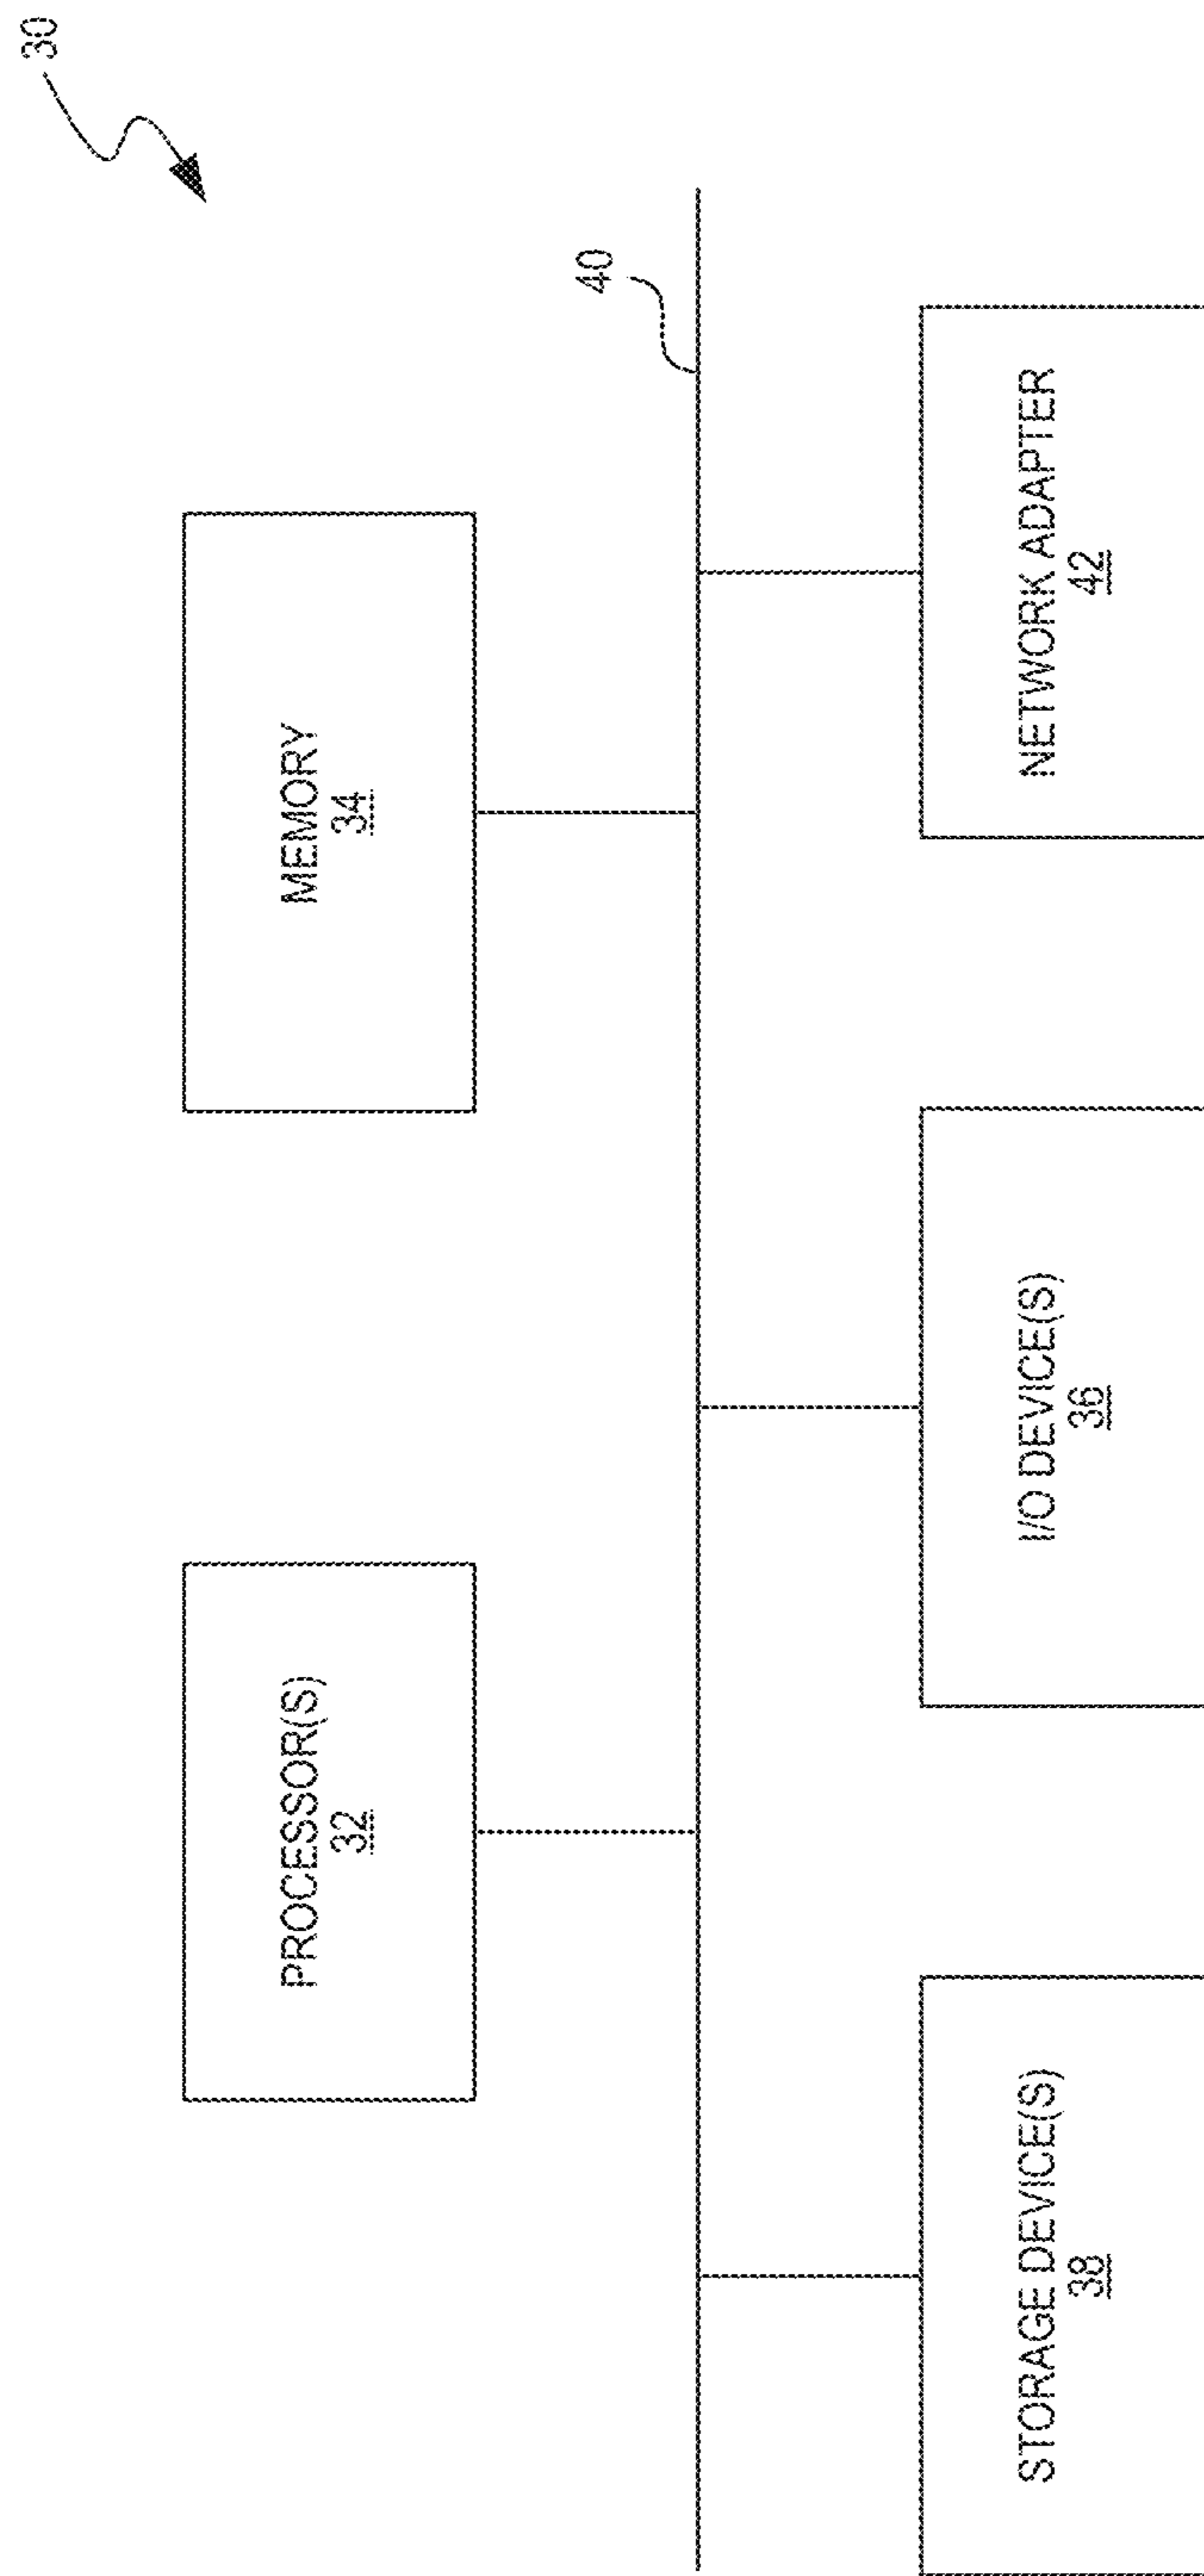 30
PROCESSOR(S)
32
MEMORY
34
40
STORAGE DEVICE(S)
38
I/O DEVICE(S)
36
NETWORK ADAPTER
42